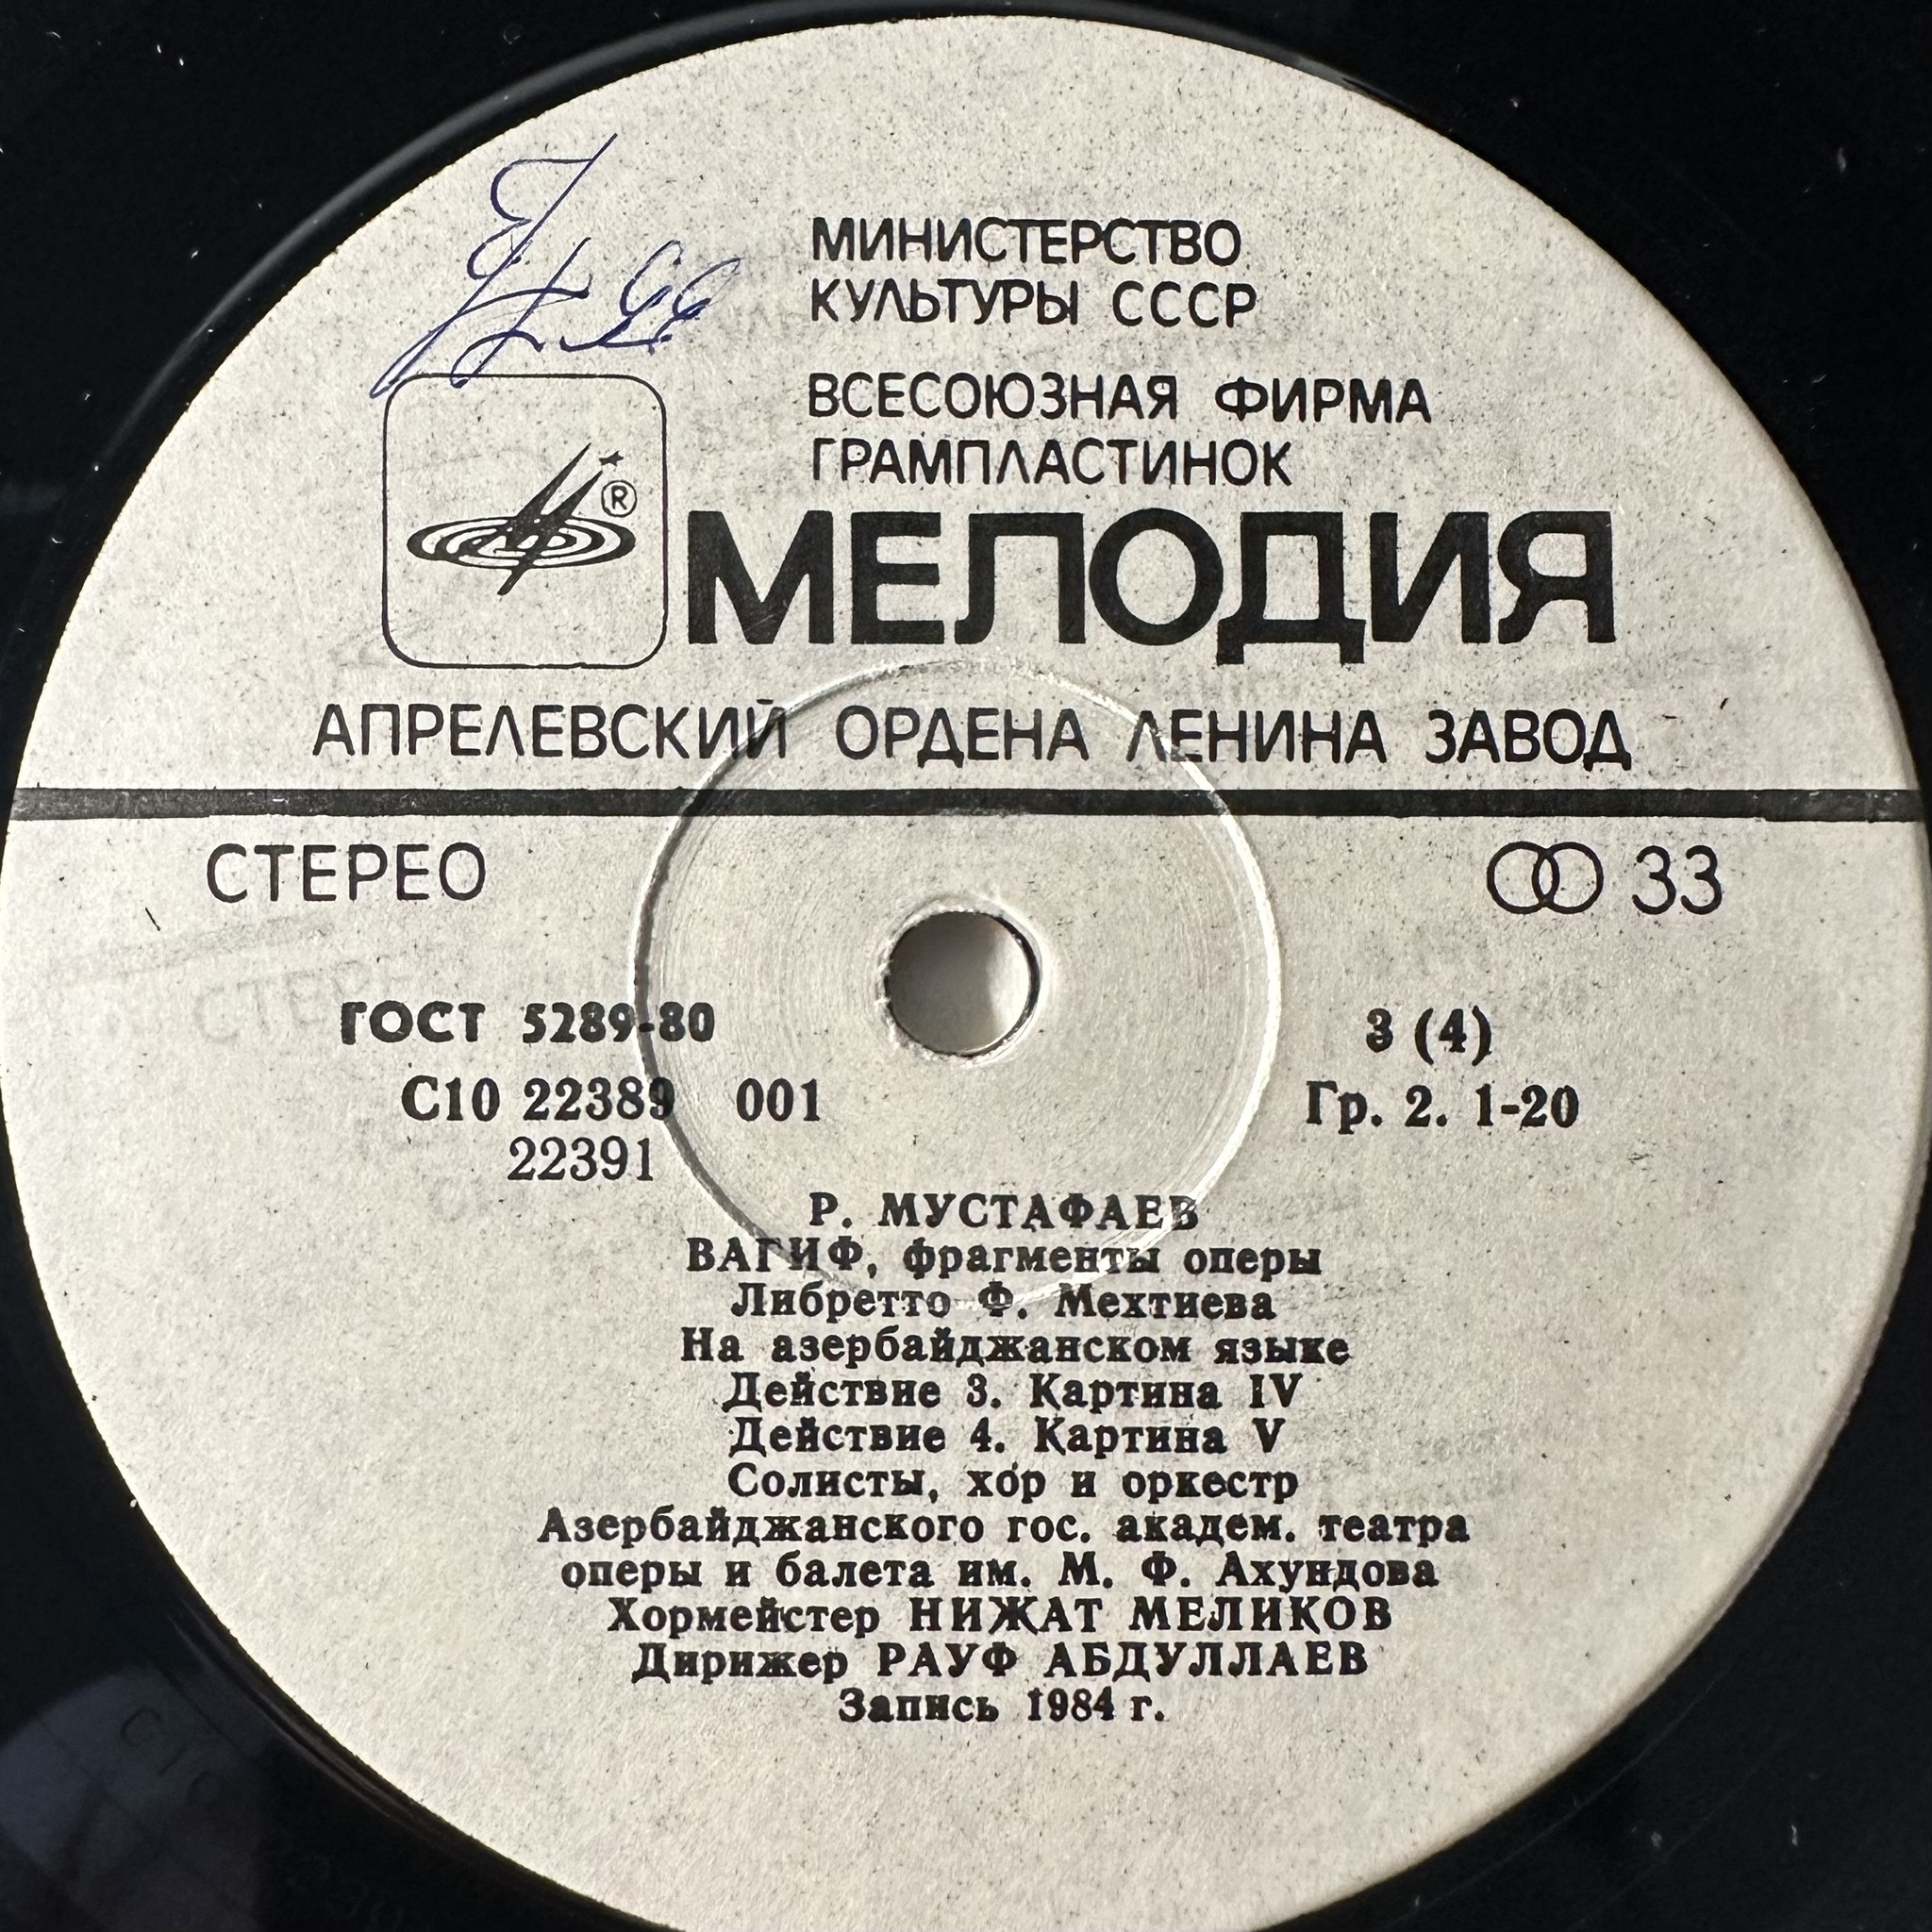 МИНИСТЕРСТВО
КУЛЬТУРЫ СССР
ВСЕСОЮЗНАЯ ФИРМА
ГРАМПЛАСТИНОК
®
МЕЛОДИЯ
АПРЕЛЕВСКИЙ ОРДЕНА ЛЕНИНА ЗАВОД
СТЕРЕО
33
ГОСТ 5289-80
3 (4)
С10 22389 001
Гр. 2. 1-20
22391
Р. МУСТАФАЕВ
ВАГИФ, фрагменты оперы
Либретто Ф. Мехтиева
На азербайджанском языке
Действие 3. Картина IV
Действие 4. Картина V
Солисты, хор и оркестр
Азербайджанского гос. академ. театра
оперы и балета им. М. Ф. Ахундова
Хормейстер НИЖАТ МЕЛИКОВ
Дирижер РАУФ АБДУЛЛАЕВ
Запись 1984 г.